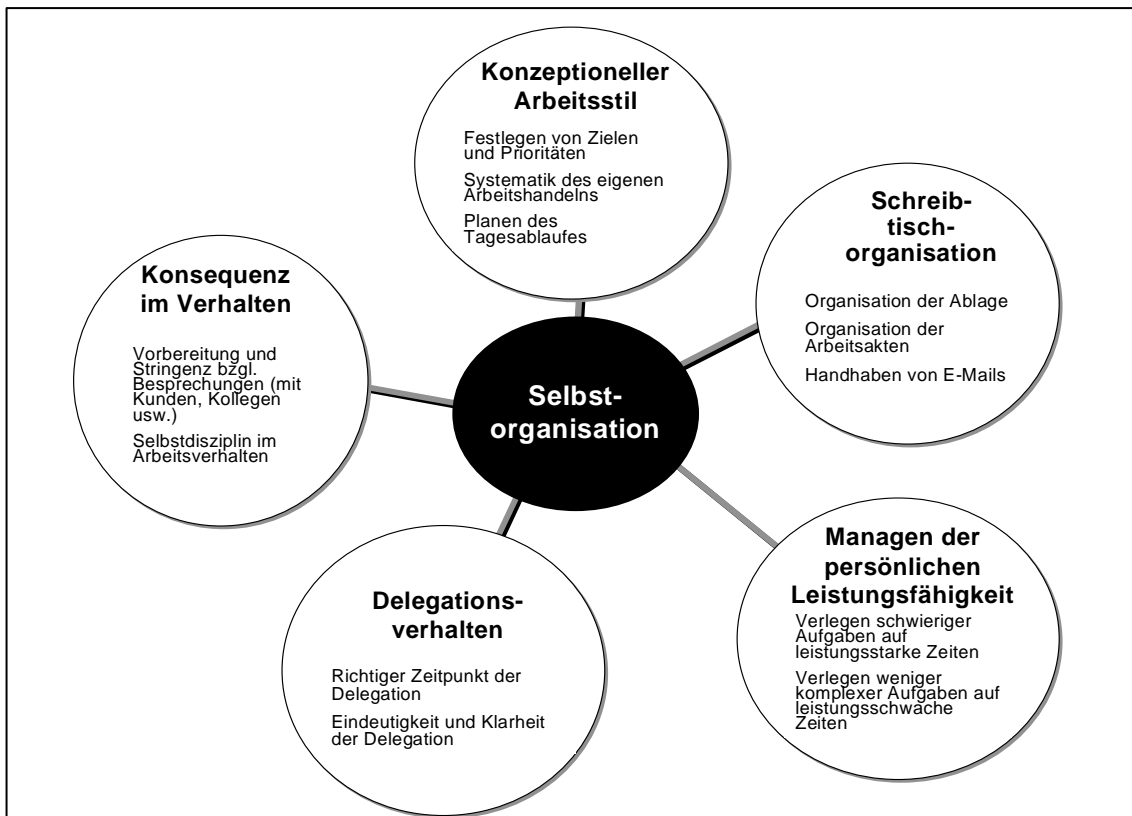 Konzeptioneller
Arbeitsstil
Festlegen von Zielen
und Prioritäten
Systematik des eigenen
Arbeitshandelns
Planen des
Tagesablaufes
Schreib-
tisch-
organisation
Organisation der Ablage
Organisation der
Arbeitsakten
Handhaben von E-Mails
Konsequenz
im Verhalten
Vorbereitung und
Stringenz bzgl.
Besprechungen (mit
Kunden, Kollegen
usw.)
Selbstdisziplin im
Arbeitsverhalten
Selbst-
organisation
Managen der
persönlichen
Leistungsfähigkeit
Verlegen schwieriger
Aufgaben auf
leistungsstarke Zeiten
Verlegen weniger
komplexer Aufgaben auf
leistungsschwache
Zeiten
Delegations-
verhalten
Richtiger Zeitpunkt der
Delegation
Eindeutigkeit und Klarheit
der Delegation